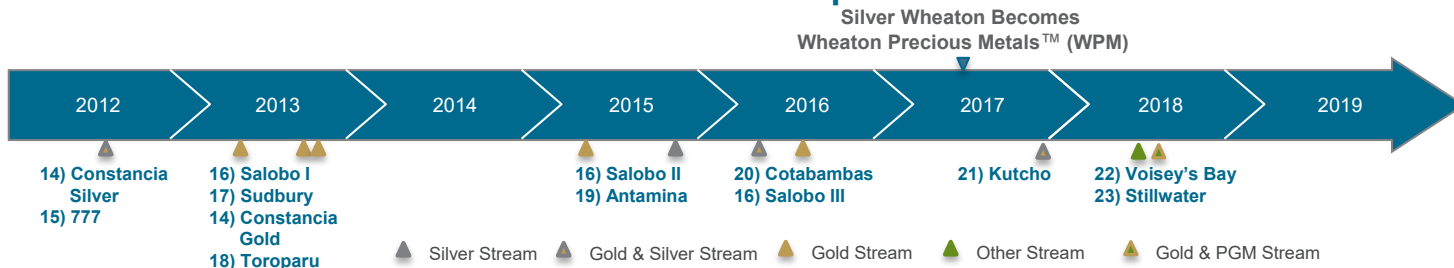 Silver Wheaton Becomes
Wheaton Precious Metals™ (WPM)
2012 2013 2014 2015 2016 2017 2018 2019
14) Constancia
Silver
15) 777
16) Salobo I
17) Sudbury
14) Constancia
Gold
18) Toroparu
16) Salobo II
19) Antamina
20) Cotabambas
16) Salobo III
21) Kutcho
22) Voisey's Bay
23) Stillwater
Silver Stream Gold & Silver Stream Gold Stream Other Stream Gold & PGM Stream